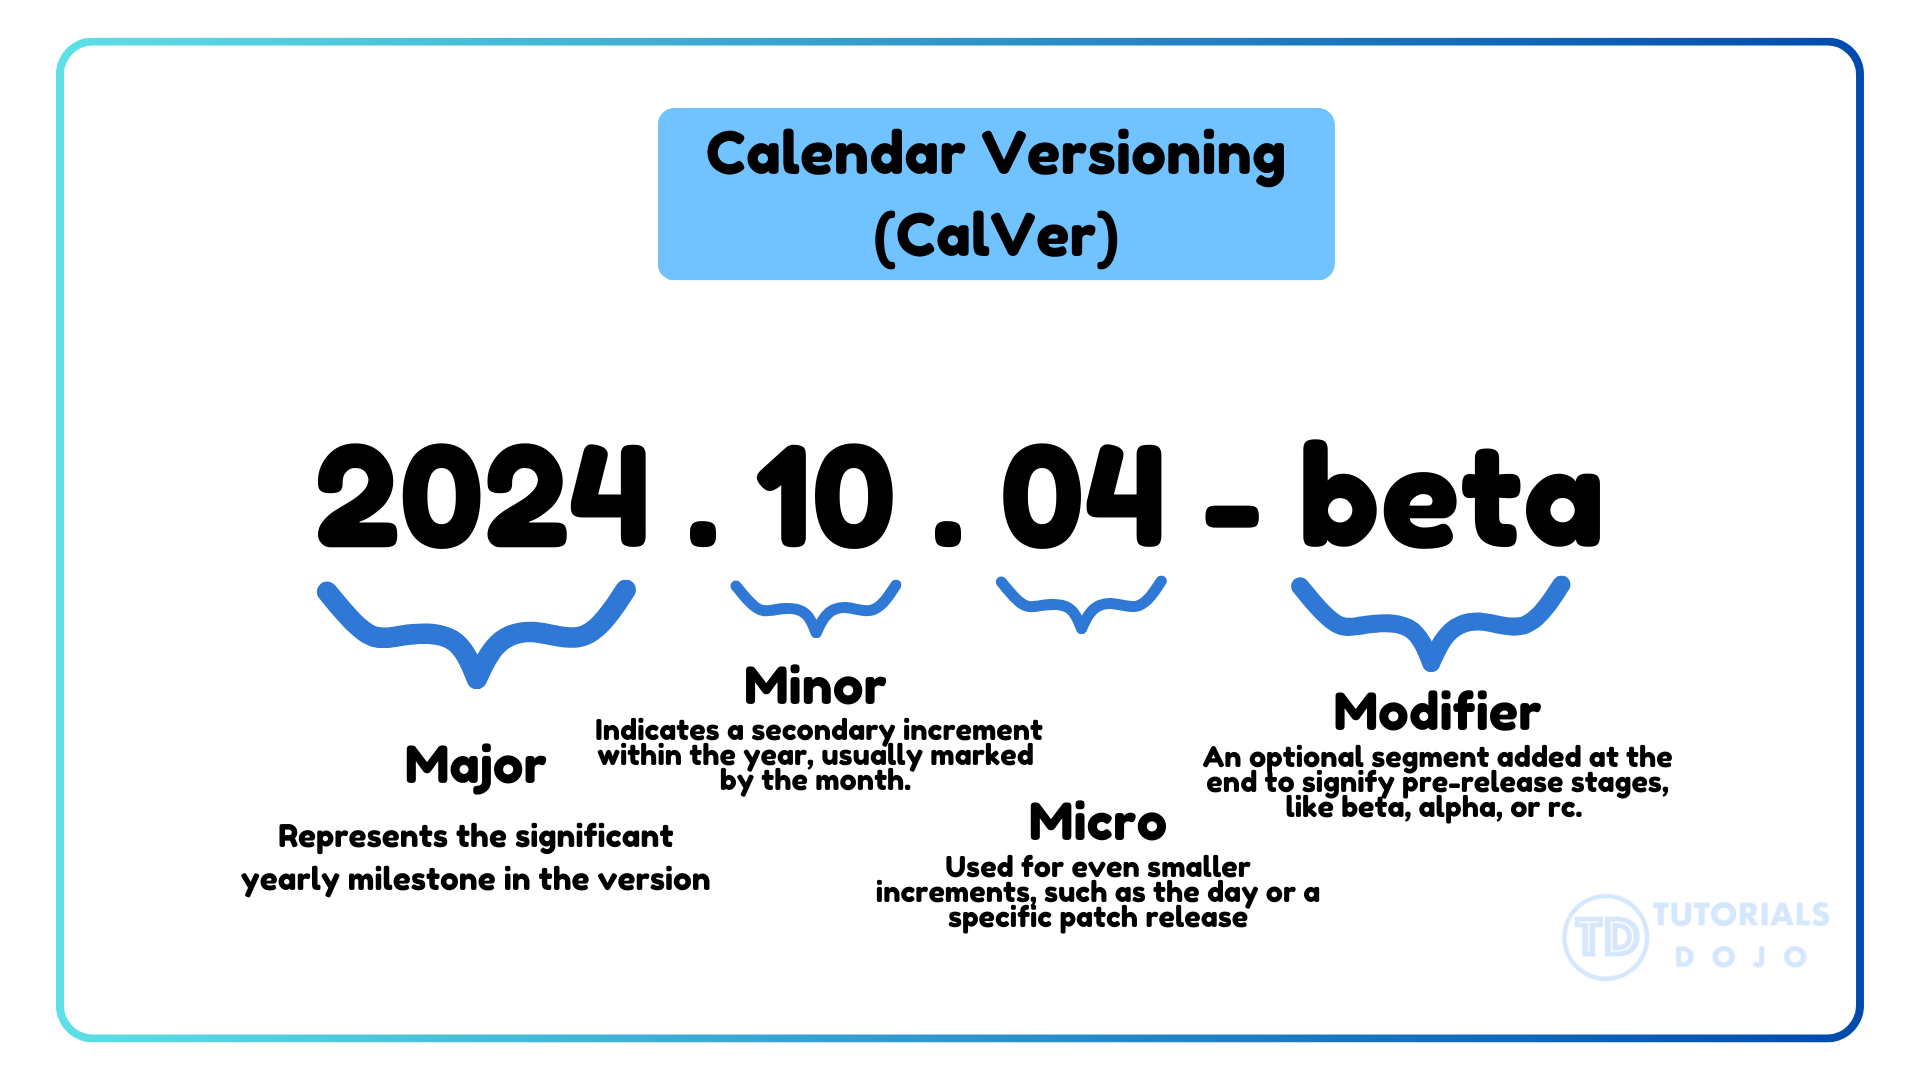 Calendar Versioning
(CalVer)
2024 . 10 . 04 - beta
Major
Represents the significant
yearly milestone in the version
Minor
Indicates a secondary increment
within the year, usually marked
by the month.
Micro
Used for even smaller
increments, such as the day or a
specific patch release
Modifier
An optional segment added at the
end to signify pre-release stages,
like beta, alpha, or rc.
TD
TUTORIALS
DOJO